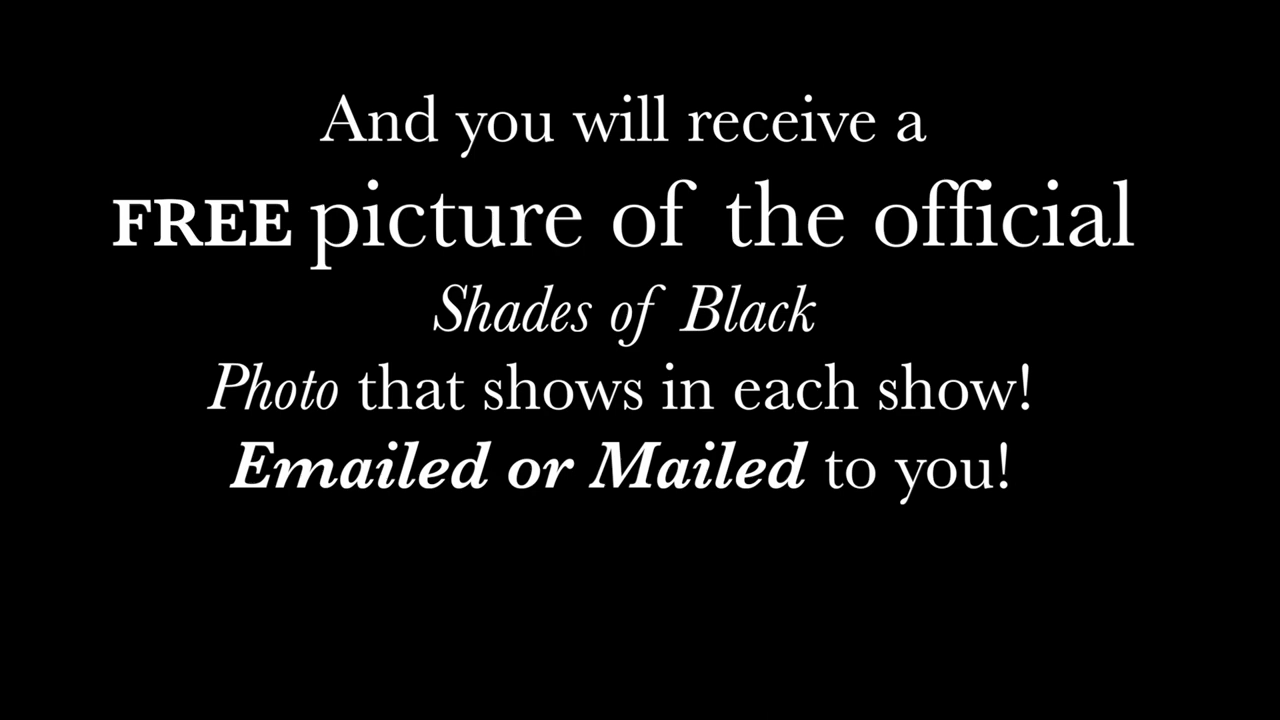 And you will receive a
FREE picture of the official
Shades of Black
Photo that shows in each show!
Emailed or Mailed to you!